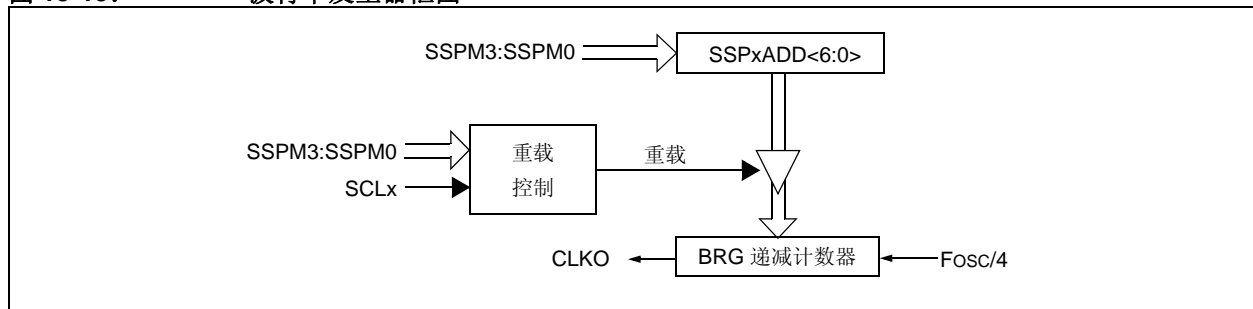 SSPM3:SSPM0
SSPxADD<6:0>
SSPM3:SSPM0
SCLx
重载
控制
重载
CLKO
BRG 递减计数器
Fosc/4